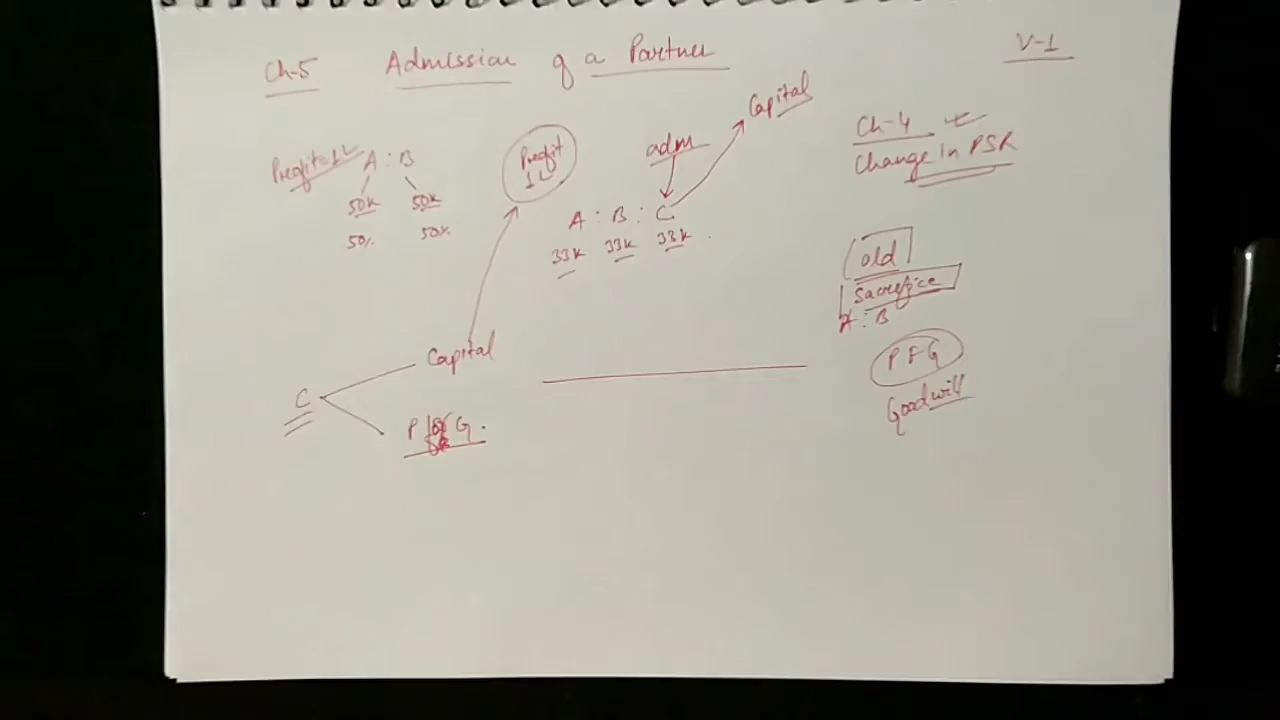 Ch-5 Admission of a Partner V-1
Capital
Ch-4
Change in PSR
Profit 1L A : B
50K 50K
50% 50%
Profit
1L
adm
A : B : C
33K 33K 33K
old
Sacrifice
A : B
PFG
Goodwill
Capital
C
P G.